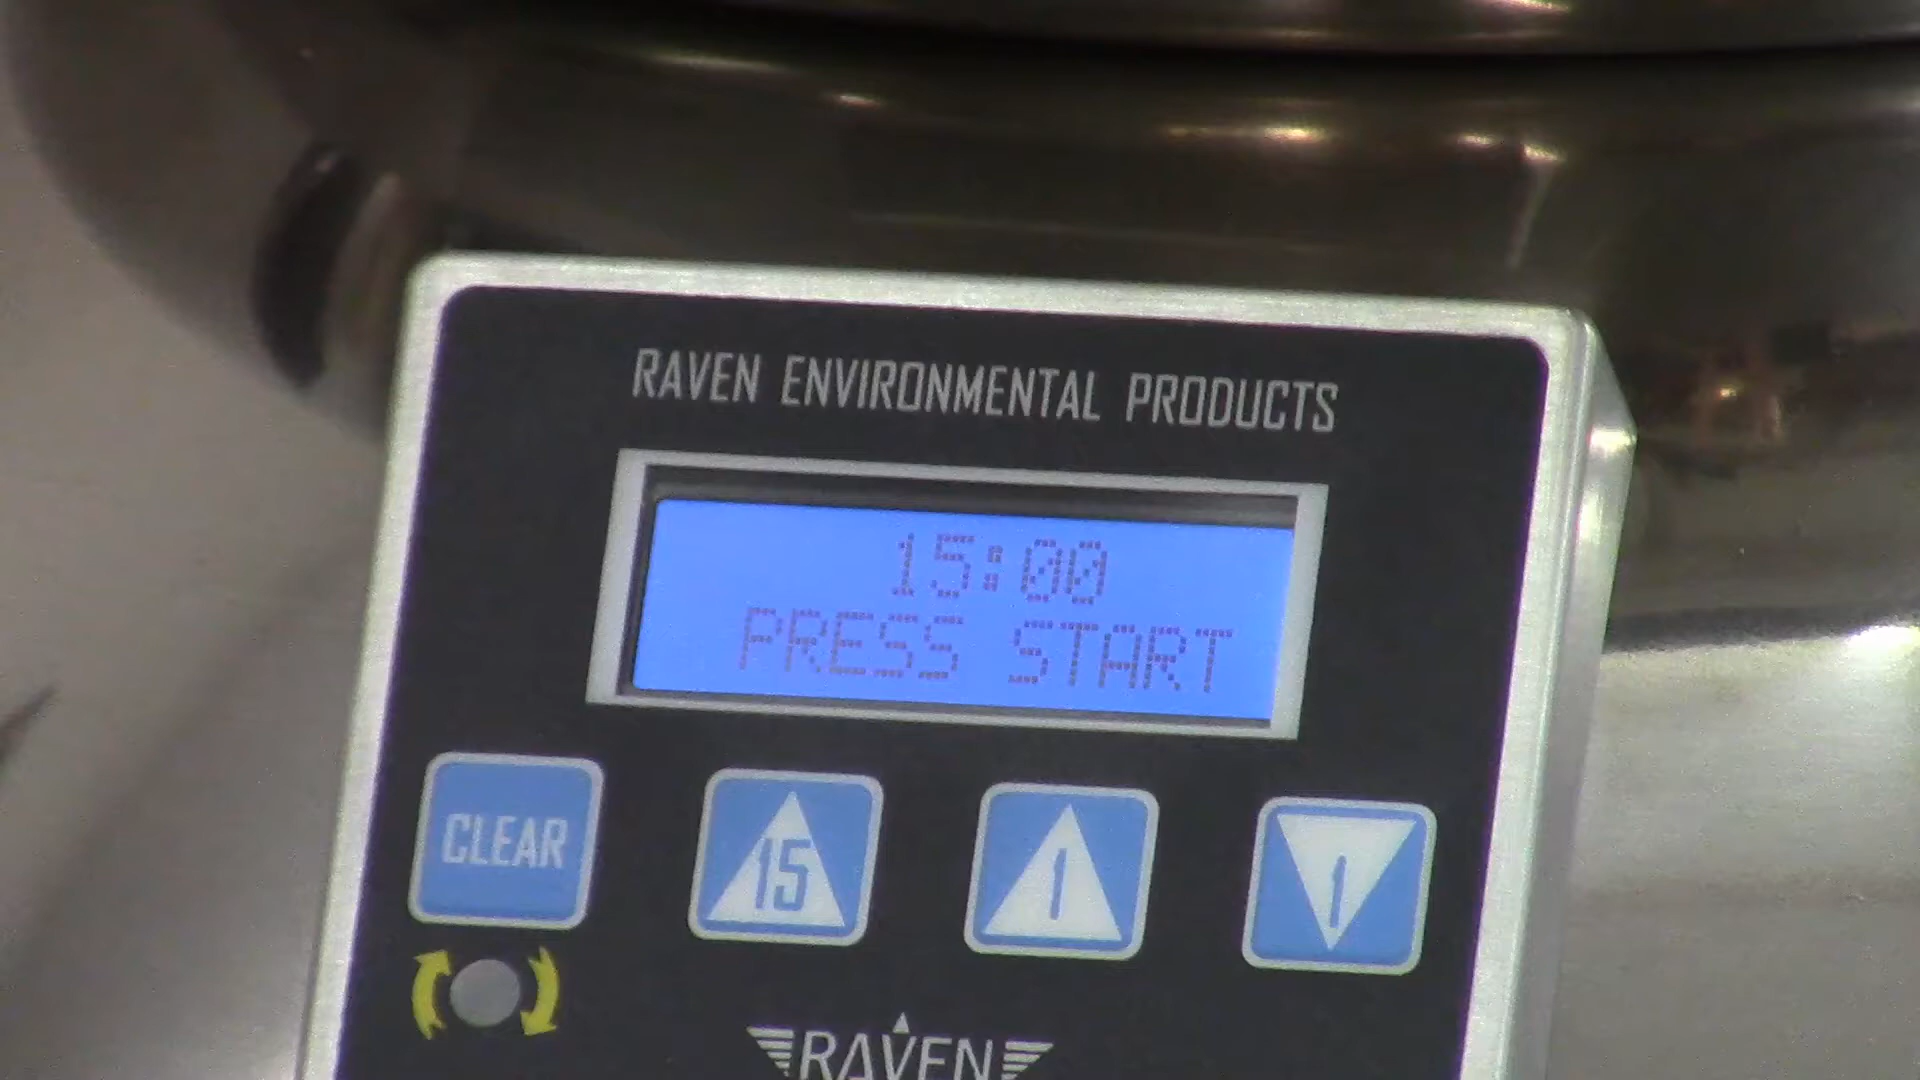 RAVEN ENVIRONMENTAL PRODUCTS
15:00
PRESS START
CLEAR
15
1
1
RAVEN